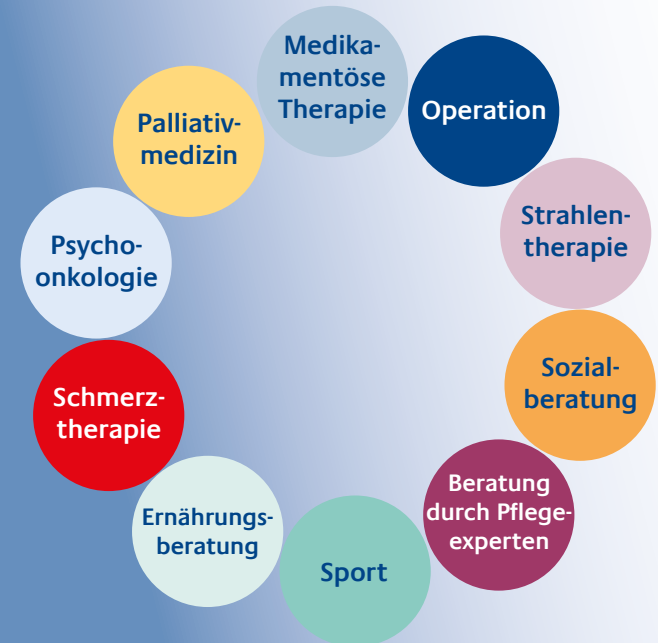 Medika-
mentöse
Therapie
Operation
Strahlen-
therapie
Sozial-
beratung
Beratung
durch Pflege-
experten
Sport
Ernährungs-
beratung
Schmerz-
therapie
Psycho-
onkologie
Palliativ-
medizin